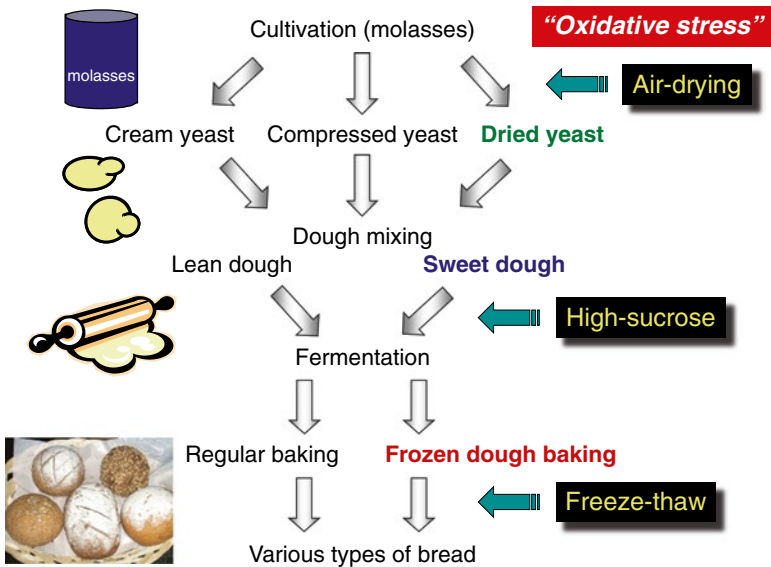 Cultivation (molasses)
“Oxidative stress”
molasses
Air-drying
Cream yeast
Compressed yeast
Dried yeast
Dough mixing
Lean dough
Sweet dough
High-sucrose
Fermentation
Regular baking
Frozen dough baking
Freeze-thaw
Various types of bread